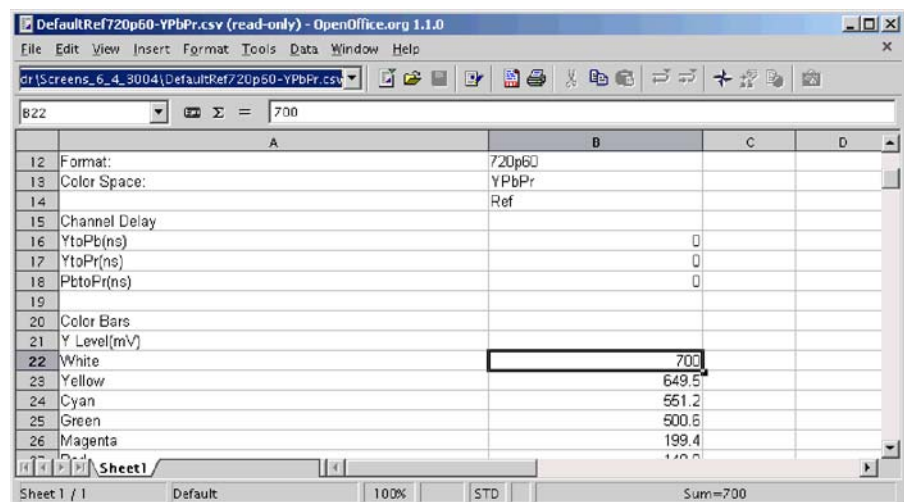 DefaultRef720p60-YPbPr.csv (read-only) - OpenOffice.org 1.1.0
File Edit View Insert Format Tools Data Window Help
dr\Screens_6_4_3004\DefaultRef720p60-YPbPr.csv
B22 Σ = 700
A B C D
12 Format: 720p60
13 Color Space: YPbPr
14 Ref
15 Channel Delay
16 YtoPb(ns) 0
17 YtoPr(ns) 0
18 PbtoPr(ns) 0
19
20 Color Bars
21 Y Level(mV)
22 White 700
23 Yellow 649.5
24 Cyan 551.2
25 Green 500.6
26 Magenta 199.4
Sheet1
Sheet 1 / 1 Default 100% STD Sum=700